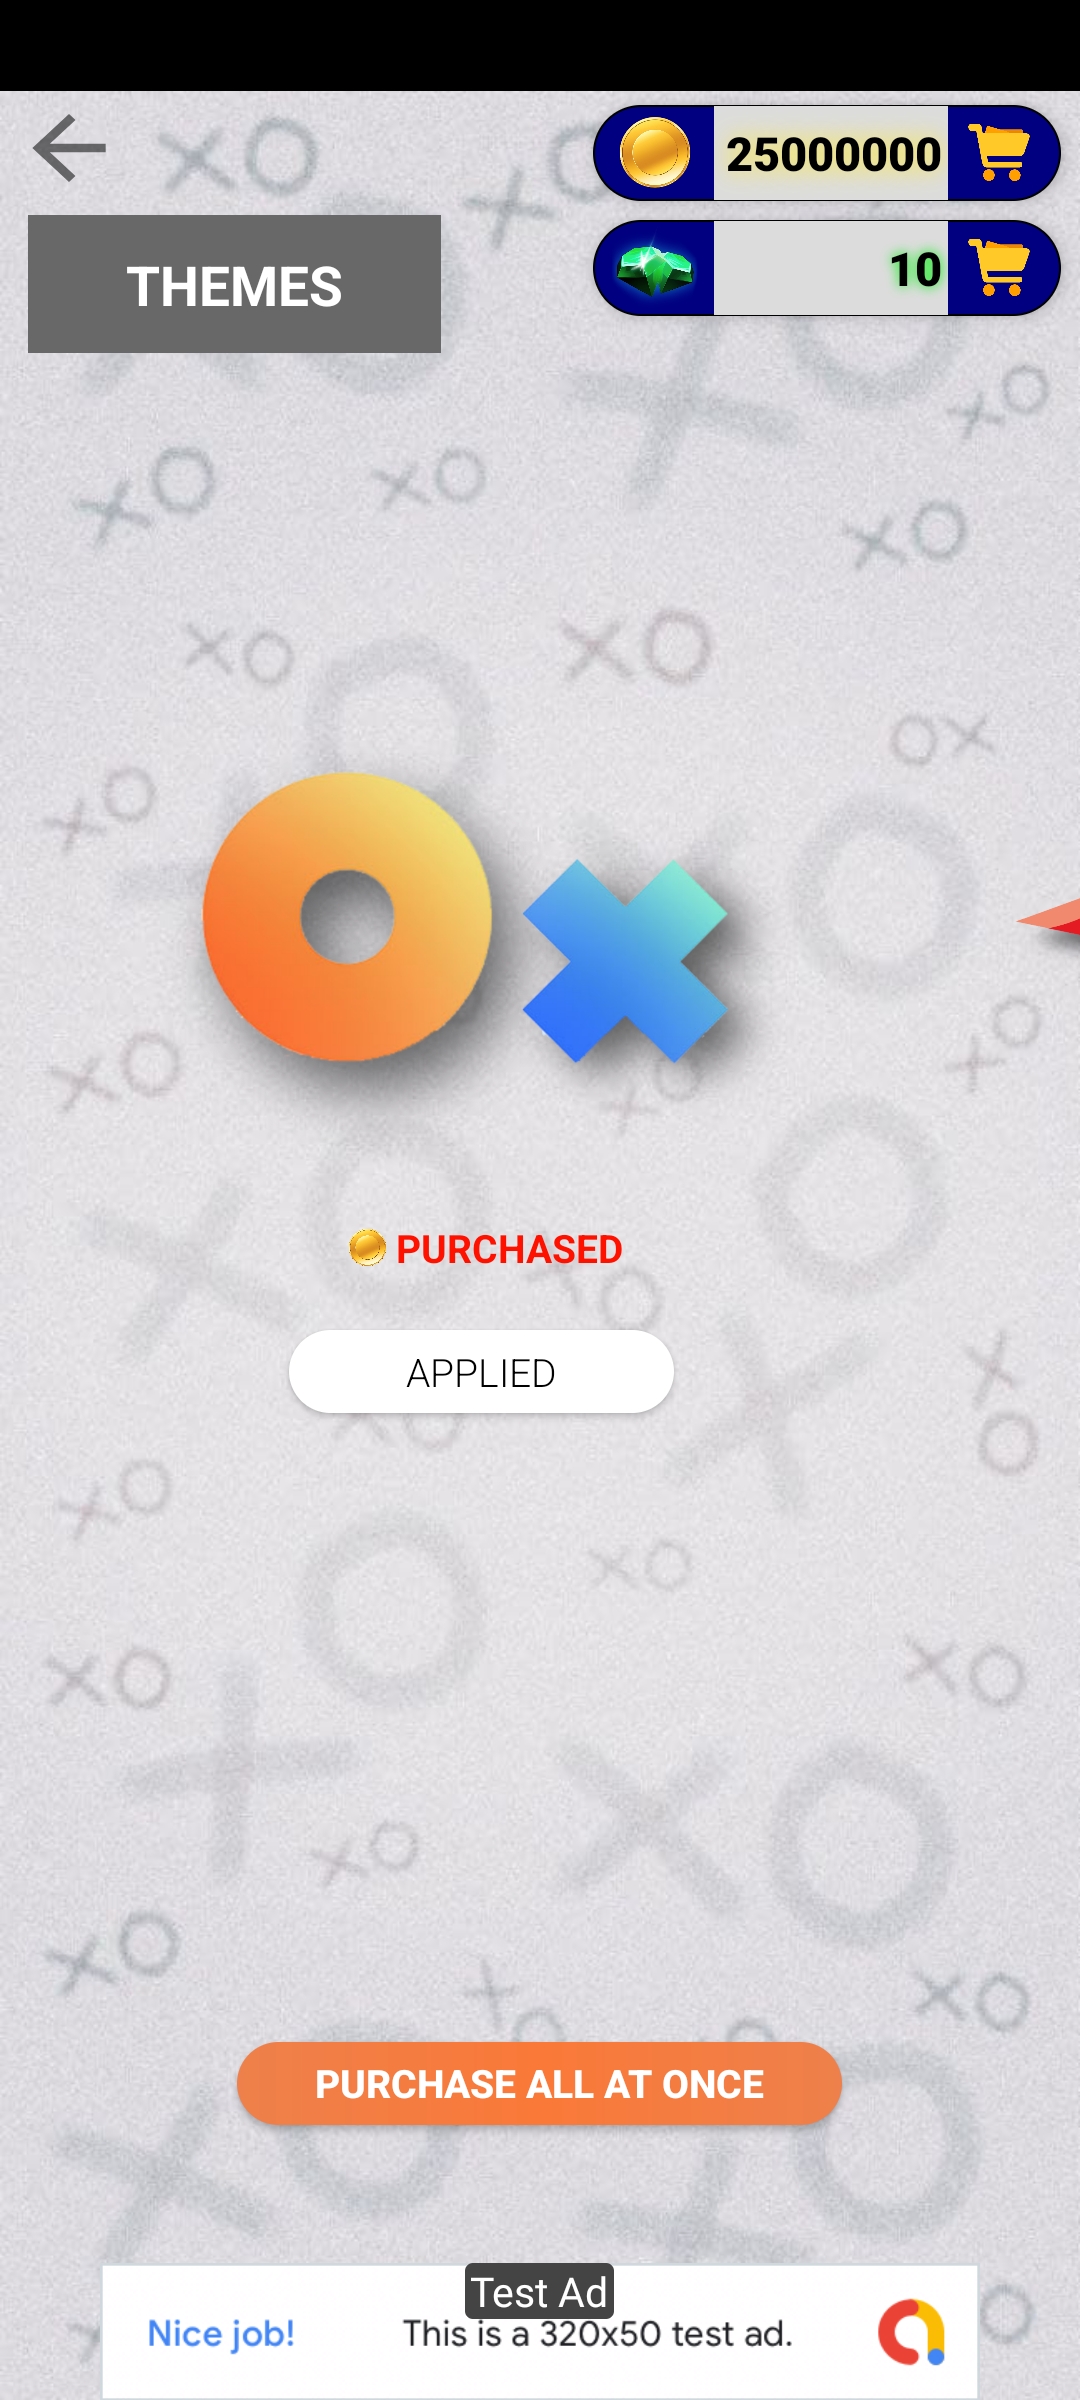 25000000
THEMES
10
PURCHASED
APPLIED
PURCHASE ALL AT ONCE
Test Ad
Nice job!
This is a 320x50 test ad.